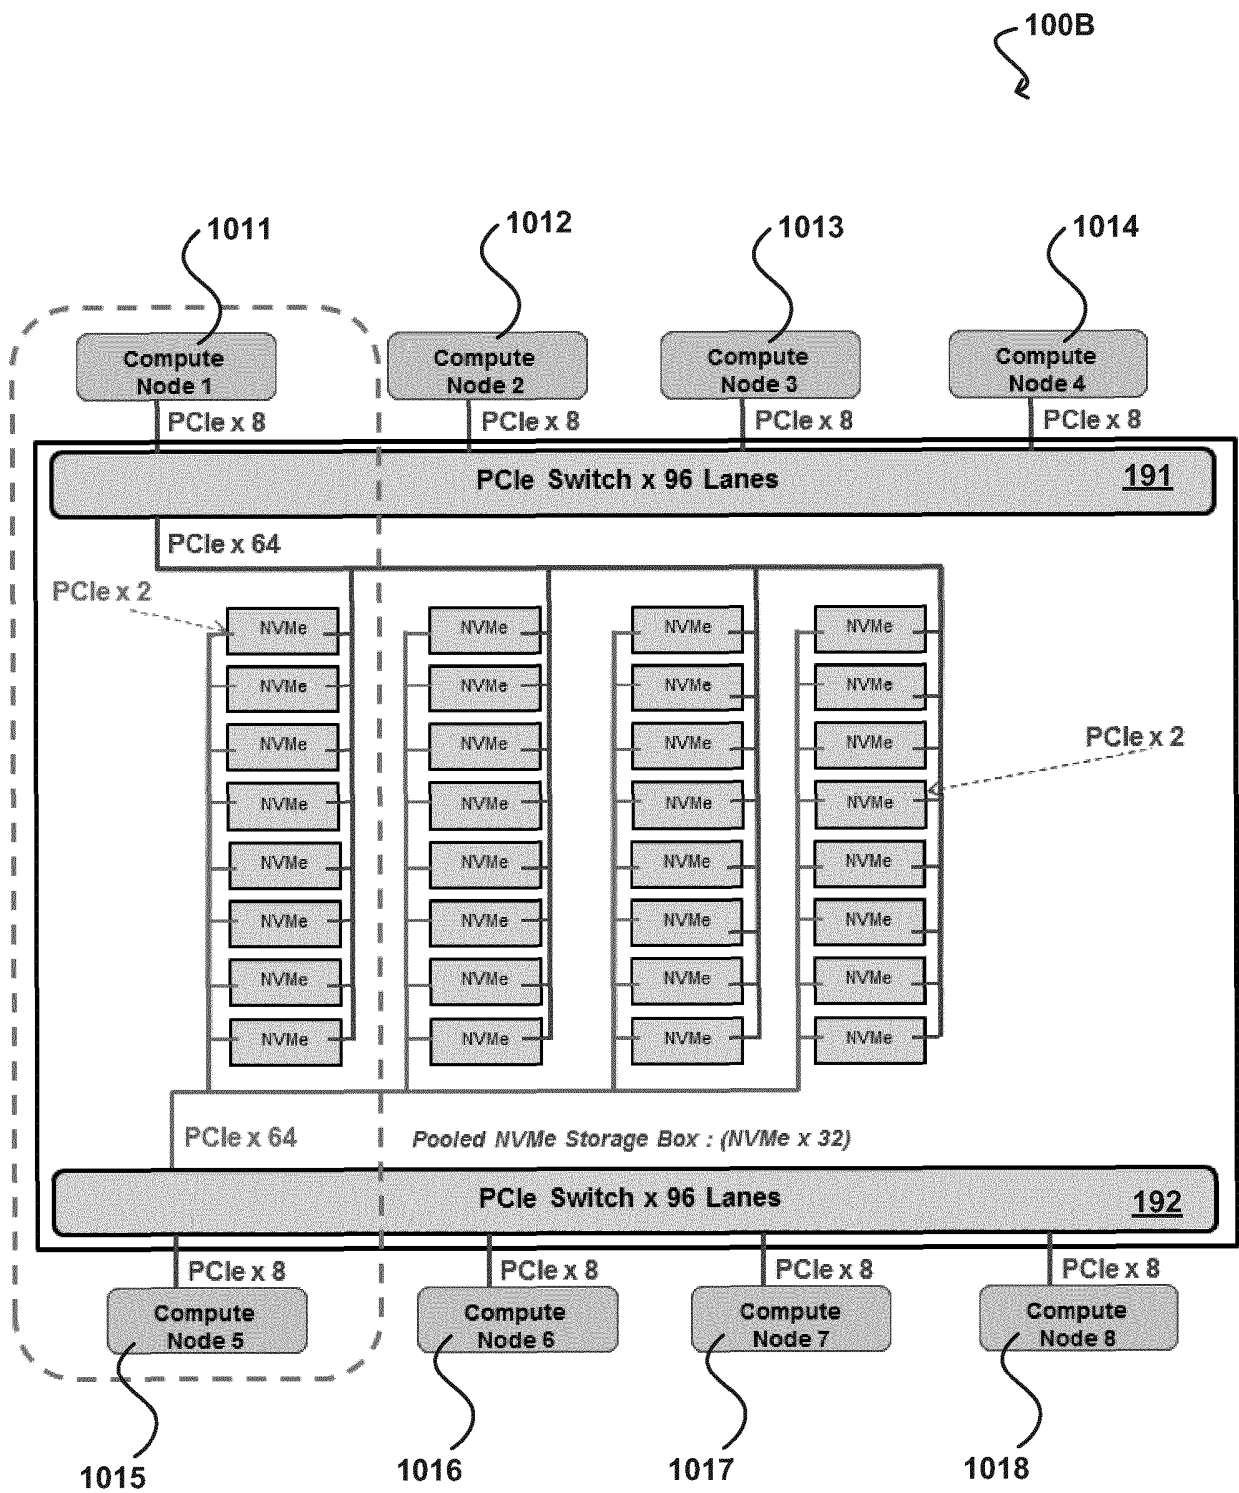 100B
1011
1012
1013
1014
Compute
Node 1
Compute
Node 2
Compute
Node 3
Compute
Node 4
PCIe x 8
PCIe x 8
PCIe x 8
PCIe x 8
PCIe Switch x 96 Lanes
191
PCIe x 64
PCIe x 2
NVMe NVMe NVMe NVMe
NVMe NVMe NVMe NVMe
NVMe NVMe NVMe NVMe
PCIe x 2
NVMe NVMe NVMe NVMe
NVMe NVMe NVMe NVMe
NVMe NVMe NVMe NVMe
NVMe NVMe NVMe NVMe
NVMe NVMe NVMe NVMe
PCIe x 64
Pooled NVMe Storage Box : (NVMe x 32)
PCIe Switch x 96 Lanes
192
PCIe x 8
PCIe x 8
PCIe x 8
PCIe x 8
Compute
Node 5
Compute
Node 6
Compute
Node 7
Compute
Node 8
1015
1016
1017
1018